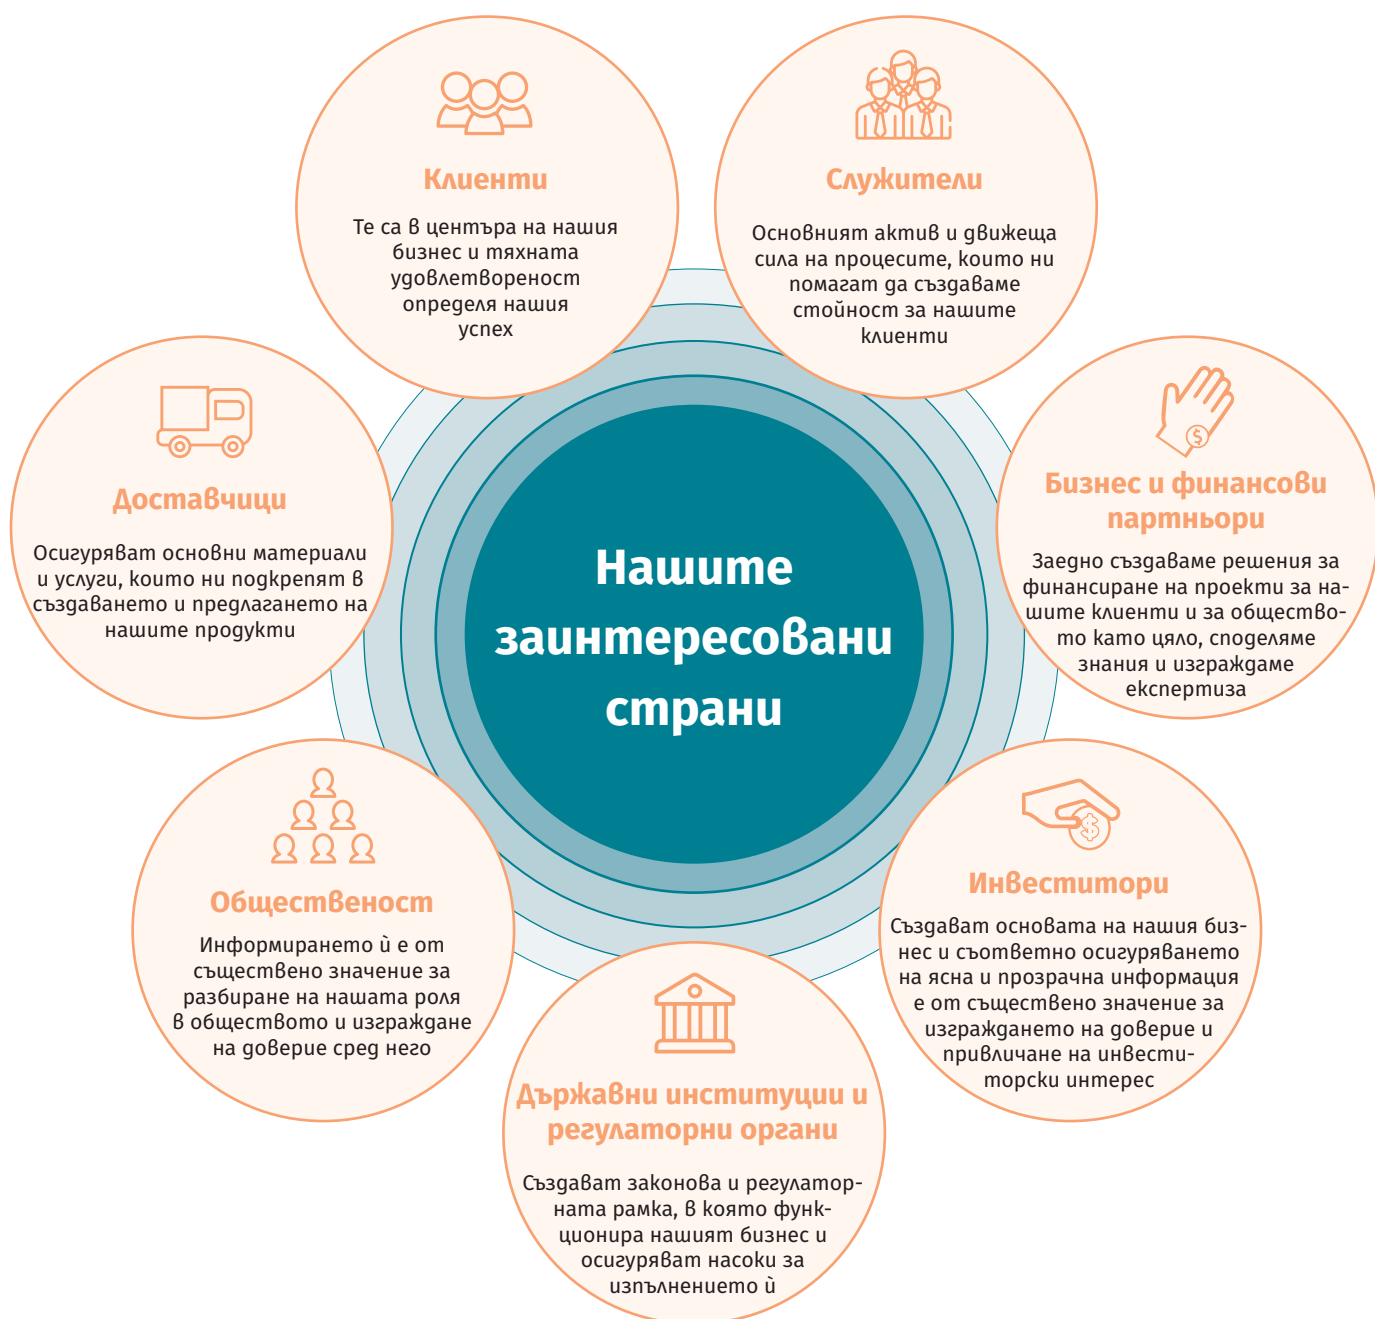 Клиенти
Те са в центъра на нашия
бизнес и тяхната
удовлетвореност
определя нашия
успех
Служители
Основният актив и движеща
сила на процесите, които ни
помагат да създаваме
стойност за нашите
клиенти
Доставчици
Осигуряват основни материали
и услуги, които ни подкрепят в
създаването и предлагането на
нашите продукти
Бизнес и финансови
партньори
Заедно създаваме решения за
финансиране на проекти за на-
шите клиенти и за общество-
то като цяло, споделяме
знания и изграждаме
експертиза
Нашите
заинтересовани
страни
Общественост
Информирането ѝ е от
съществено значение за
разбиране на нашата роля
в обществото и изграждане
на доверие сред него
Инвеститори
Създават основата на нашия биз-
нес и съответно осигуряването
на ясна и прозрачна информация
е от съществено значение за
изграждането на доверие и
привличане на инвести-
торски интерес
Държавни институции и
регулаторни органи
Създават законова и регулатор-
ната рамка, в която функ-
ционира нашият бизнес и
осигуряват насоки за
изпълнението ѝ